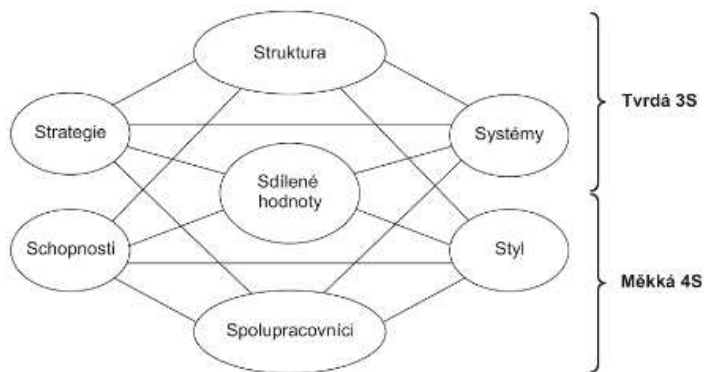 Struktura
Tvrdá 3S
Strategie
Systémy
Sdílené
hodnoty
Schopnosti
Styl
Měkká 4S
Spolupracovníci